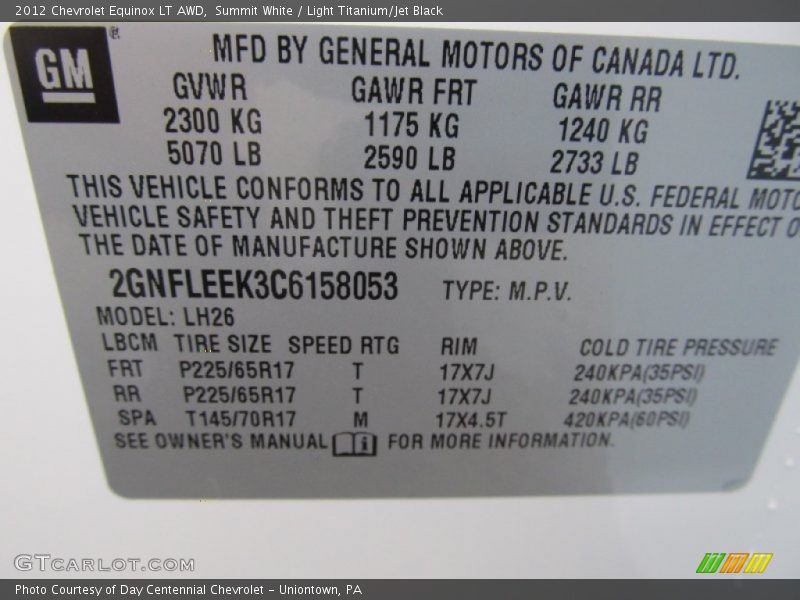 2012 Chevrolet Equinox LT AWD, Summit White / Light Titanium/Jet Black
GM ®
MFD BY GENERAL MOTORS OF CANADA LTD.
GVWR GAWR FRT GAWR RR
2300 KG 1175 KG 1240 KG
5070 LB 2590 LB 2733 LB
THIS VEHICLE CONFORMS TO ALL APPLICABLE U.S. FEDERAL MOTO
VEHICLE SAFETY AND THEFT PREVENTION STANDARDS IN EFFECT O
THE DATE OF MANUFACTURE SHOWN ABOVE.
2GNFLEEK3C6158053 TYPE: M.P.V.
MODEL: LH26
LBCM TIRE SIZE SPEED RTG RIM COLD TIRE PRESSURE
FRT P225/65R17 T 17X7J 240KPA(35PSI)
RR P225/65R17 T 17X7J 240KPA(35PSI)
SPA T145/70R17 M 17X4.5T 420KPA(60PSI)
SEE OWNER'S MANUAL i FOR MORE INFORMATION.
GTCARLOT.COM
Photo Courtesy of Day Centennial Chevrolet - Uniontown, PA